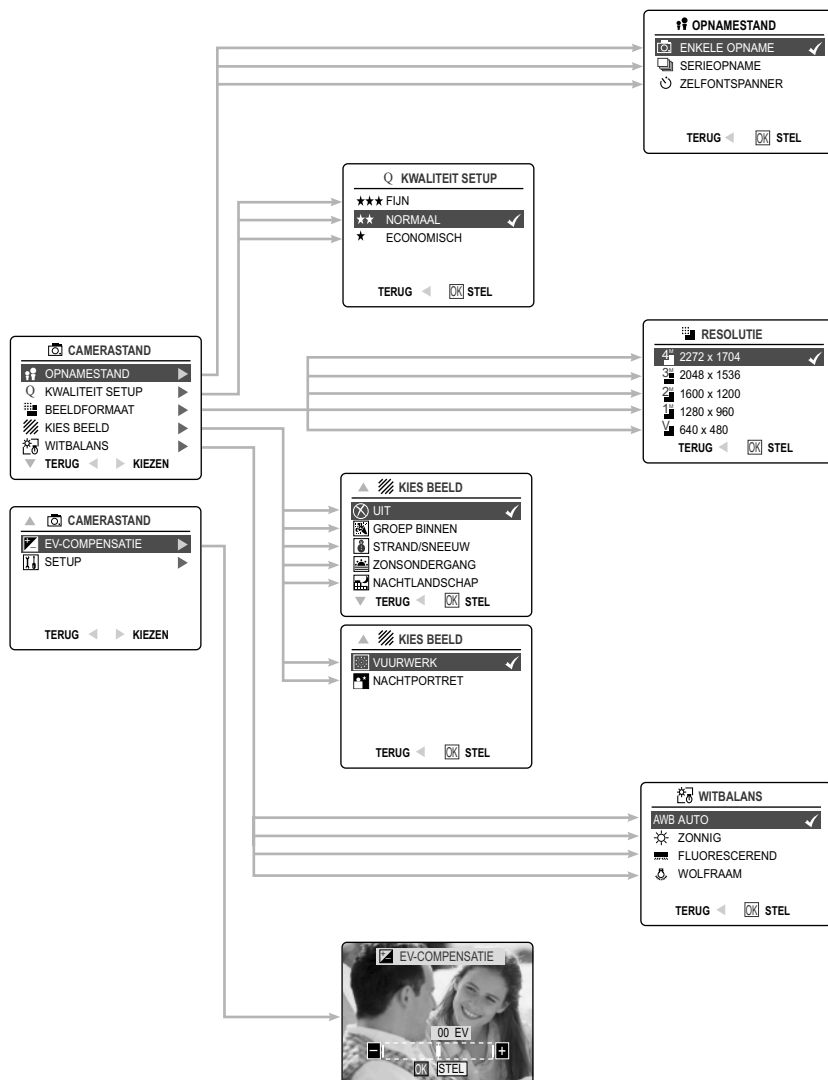 OPNAMESTAND
ENKELE OPNAME
SERIEOPNAME
ZELFONTSPANNER
TERUG OK STEL
Q KWALITEIT SETUP
★★★ FIJN
★★ NORMAAL
★ ECONOMISCH
TERUG OK STEL
RESOLUTIE
4M 2272 x 1704
3M 2048 x 1536
2M 1600 x 1200
1M 1280 x 960
V 640 x 480
TERUG OK STEL
CAMERASTAND
OPNAMESTAND
Q KWALITEIT SETUP
BEELDFORMAAT
KIES BEELD
WITBALANS
TERUG KIEZEN
CAMERASTAND
EV-COMPENSATIE
SETUP
TERUG KIEZEN
KIES BEELD
UIT
GROEP BINNEN
STRAND/SNEEUW
ZONSONDERGANG
NACHTLANDSCHAP
TERUG OK STEL
KIES BEELD
VUURWERK
NACHTPORTRET
TERUG OK STEL
WITBALANS
AWB AUTO
ZONNIG
FLUORESCEREND
WOLFRAAM
TERUG OK STEL
EV-COMPENSATIE
00 EV
OK STEL